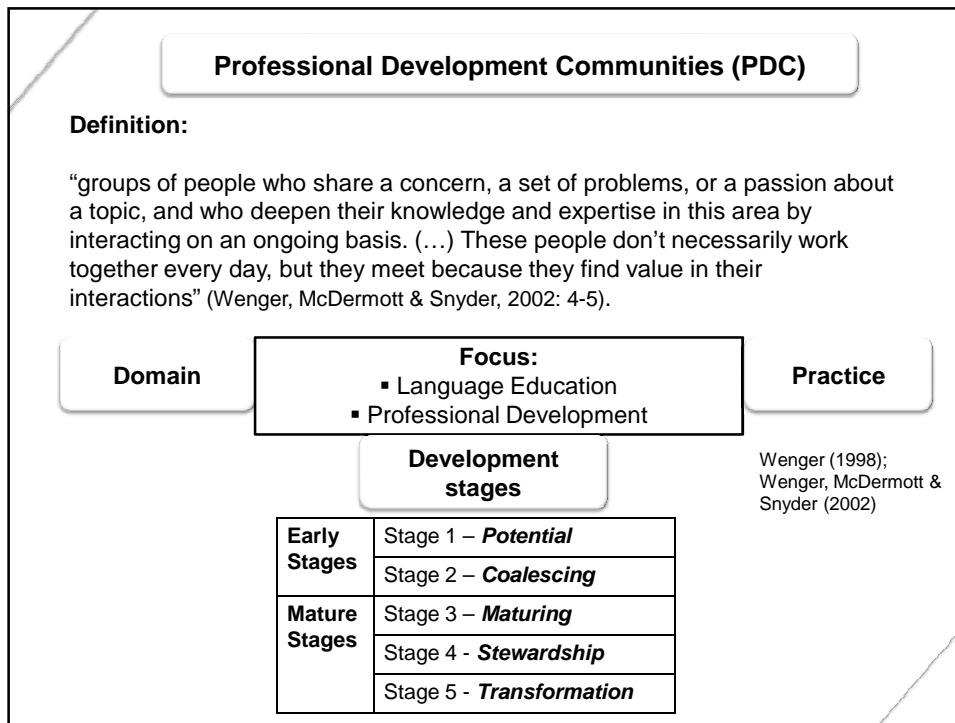 Professional Development Communities (PDC)
Definition:
“groups of people who share a concern, a set of problems, or a passion about
a topic, and who deepen their knowledge and expertise in this area by
interacting on an ongoing basis. (…) These people don’t necessarily work
together every day, but they meet because they find value in their
interactions” (Wenger, McDermott & Snyder, 2002: 4-5).
Domain
Focus:
▪ Language Education
▪ Professional Development
Practice
Development
stages
Wenger (1998);
Wenger, McDermott &
Snyder (2002)
Early
Stages
Stage 1 – Potential
Stage 2 – Coalescing
Mature
Stages
Stage 3 – Maturing
Stage 4 - Stewardship
Stage 5 - Transformation